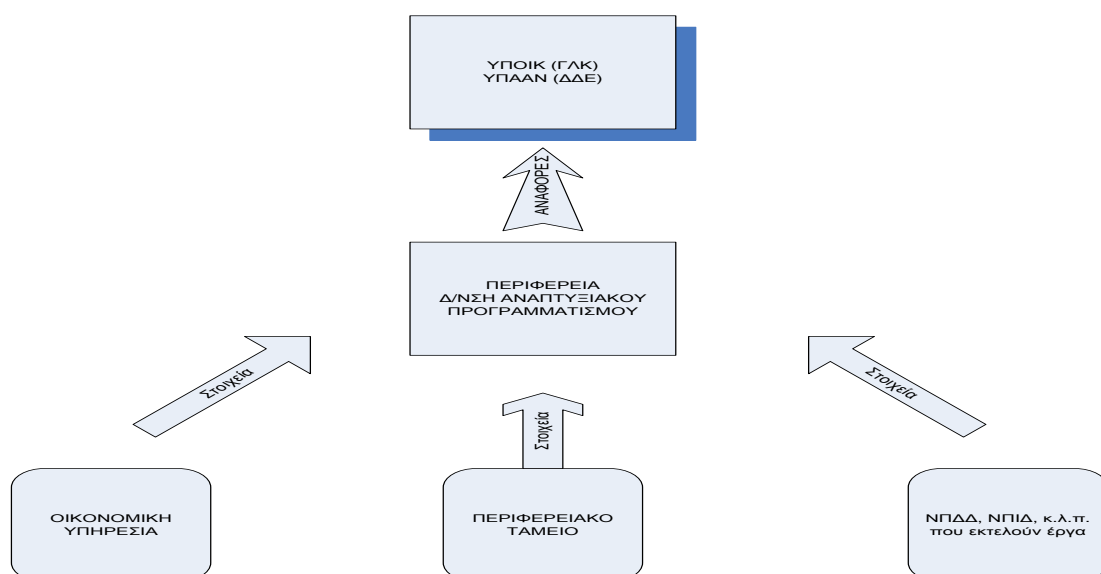 ΥΠΟΙΚ (ΓΛΚ)
ΥΠΑΑΝ (ΔΔΕ)
ΑΝΑΦΟΡΕΣ
ΠΕΡΙΦΕΡΕΙΑ
Δ/ΝΣΗ ΑΝΑΠΤΥΞΙΑΚΟΥ
ΠΡΟΓΡΑΜΜΑΤΙΣΜΟΥ
Στοιχεία
Στοιχεία
Στοιχεία
ΟΙΚΟΝΟΜΙΚΗ
ΥΠΗΡΕΣΙΑ
ΠΕΡΙΦΕΡΕΙΑΚΟ
ΤΑΜΕΙΟ
ΝΠΔΔ, ΝΠΙΔ, κ.λ.π.
που εκτελούν έργα